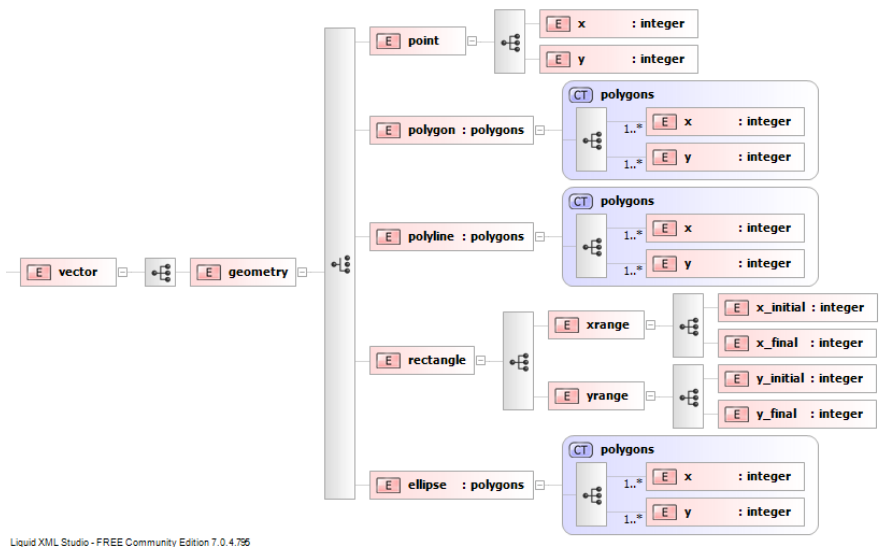 E point
E x : integer
E y : integer
E polygon : polygons
CT polygons
1..* E x : integer
1..* E y : integer
E polyline : polygons
CT polygons
1..* E x : integer
1..* E y : integer
E vector
E geometry
E rectangle
E xrange
E x_initial : integer
E x_final : integer
E yrange
E y_initial : integer
E y_final : integer
E ellipse : polygons
CT polygons
1..* E x : integer
1..* E y : integer
Liquid XML Studio - FREE Community Edition 7.0.4.795